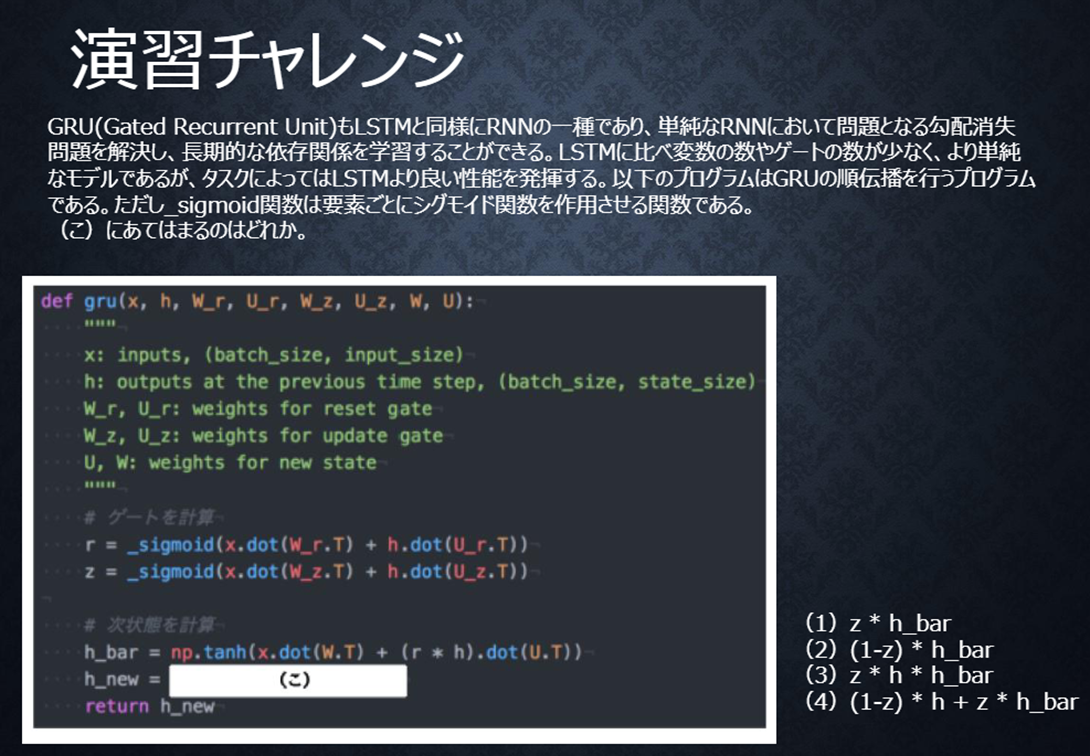 演習チャレンジ
GRU(Gated Recurrent Unit)もLSTMと同様にRNNの一種であり、単純なRNNにおいて問題となる勾配消失
問題を解決し、長期的な依存関係を学習することができる。LSTMに比べ変数の数やゲートの数が少なく、より単純
なモデルであるが、タスクによってはLSTMより良い性能を発揮する。以下のプログラムはGRUの順伝播を行うプログラム
である。ただし_sigmoid関数は要素ごとにシグモイド関数を作用させる関数である。
（こ）にあてはまるのはどれか。
def gru(x, h, W_r, U_r, W_z, U_z, W, U):
"""
x: inputs, (batch_size, input_size)
h: outputs at the previous time step, (batch_size, state_size)
W_r, U_r: weights for reset gate
W_z, U_z: weights for update gate
U, W: weights for new state
"""
# ゲートを計算
r = _sigmoid(x.dot(W_r.T) + h.dot(U_r.T))
z = _sigmoid(x.dot(W_z.T) + h.dot(U_z.T))
# 次状態を計算
h_bar = np.tanh(x.dot(W.T) + (r * h).dot(U.T))
h_new = (こ)
return h_new
（1）z * h_bar
（2）(1-z) * h_bar
（3）z * h * h_bar
（4）(1-z) * h + z * h_bar